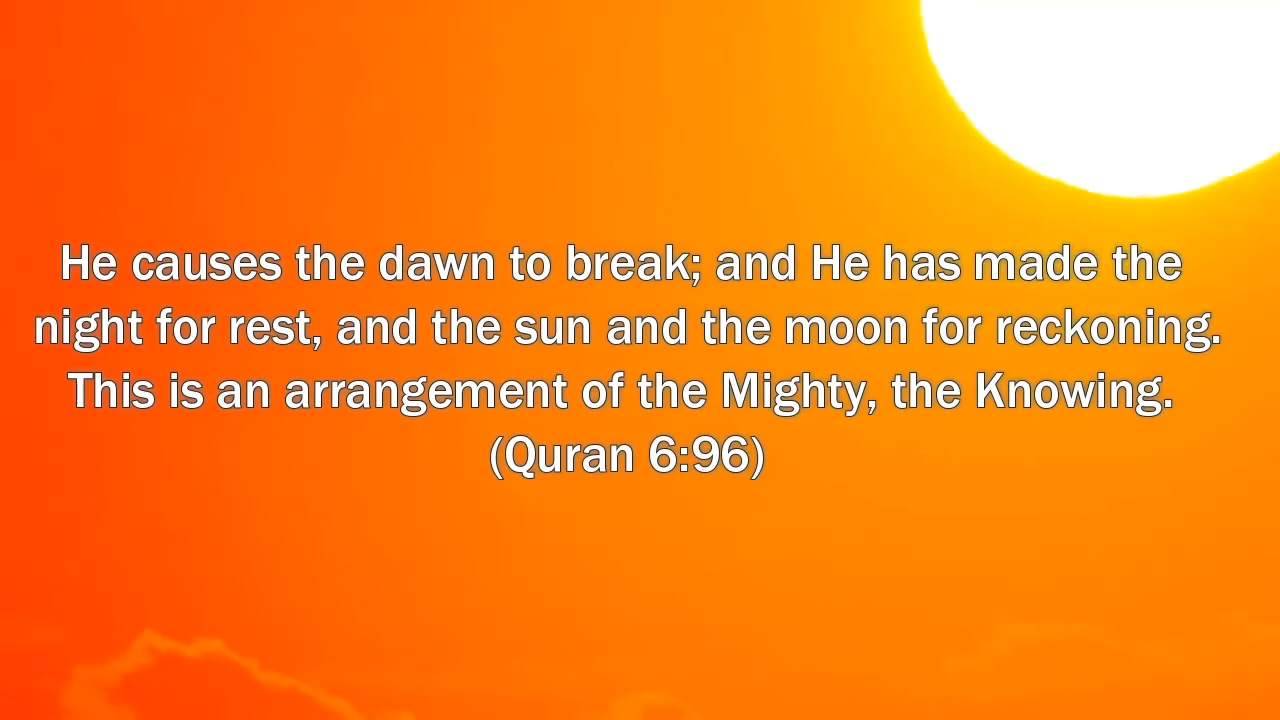 He causes the dawn to break; and He has made the
night for rest, and the sun and the moon for reckoning.
This is an arrangement of the Mighty, the Knowing.
(Quran 6:96)